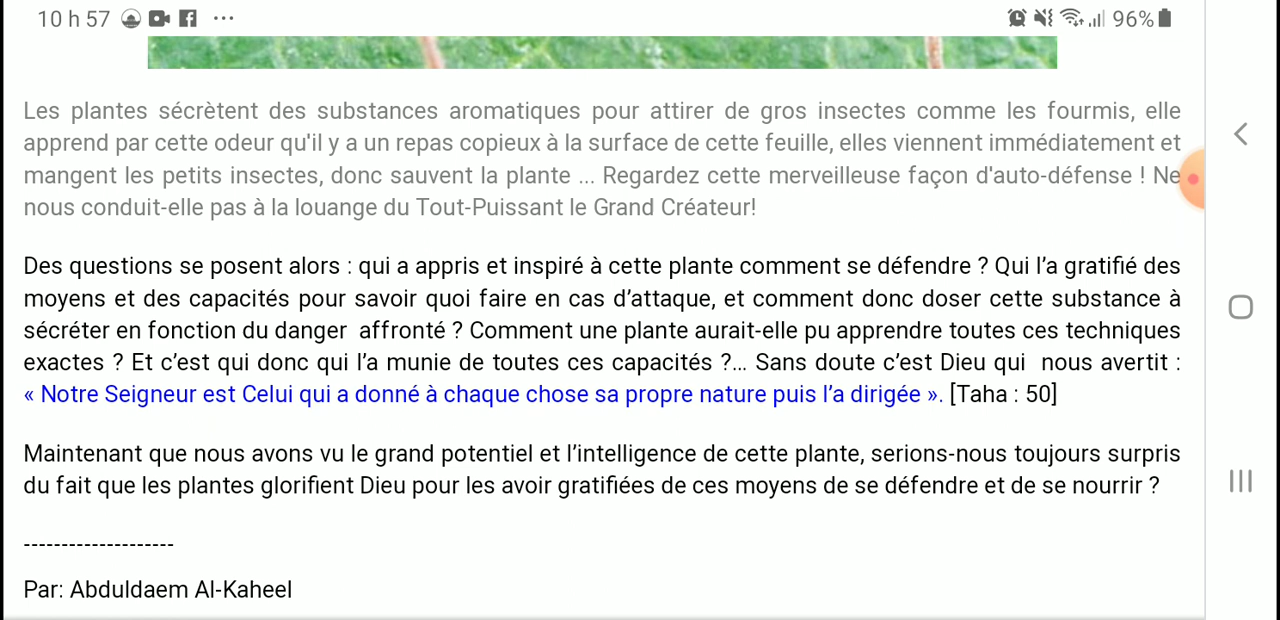 10 h 57
96%
Les plantes sécrètent des substances aromatiques pour attirer de gros insectes comme les fourmis, elle
apprend par cette odeur qu'il y a un repas copieux à la surface de cette feuille, elles viennent immédiatement et
mangent les petits insectes, donc sauvent la plante ... Regardez cette merveilleuse façon d'auto-défense ! Ne
nous conduit-elle pas à la louange du Tout-Puissant le Grand Créateur!
Des questions se posent alors : qui a appris et inspiré à cette plante comment se défendre ? Qui l’a gratifié des
moyens et des capacités pour savoir quoi faire en cas d’attaque, et comment donc doser cette substance à
sécréter en fonction du danger  affronté ? Comment une plante aurait-elle pu apprendre toutes ces techniques
exactes ? Et c’est qui donc qui l’a munie de toutes ces capacités ?... Sans doute c’est Dieu qui  nous avertit :
« Notre Seigneur est Celui qui a donné à chaque chose sa propre nature puis l’a dirigée ». [Taha : 50]
Maintenant que nous avons vu le grand potentiel et l’intelligence de cette plante, serions-nous toujours surpris
du fait que les plantes glorifient Dieu pour les avoir gratifiées de ces moyens de se défendre et de se nourrir ?
--------------------
Par: Abduldaem Al-Kaheel